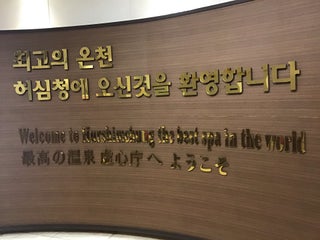 최고의 온천
허심청에 오신것을 환영합니다
Welcome to Hurshimchung the best spa in the world
最高の温泉 虚心庁へ ようこそ